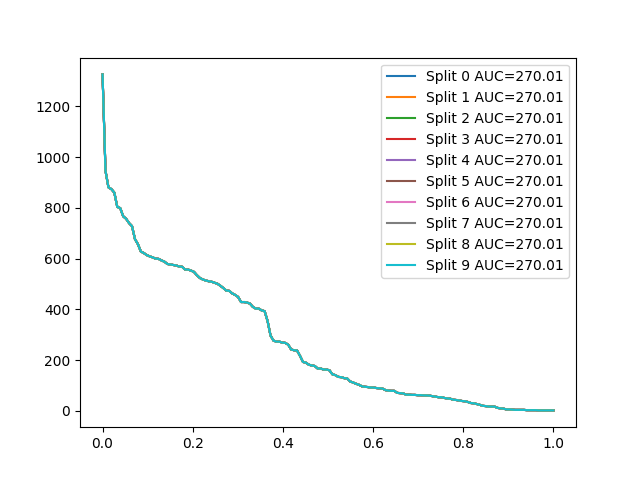 Split 0 AUC=270.01
Split 1 AUC=270.01
Split 2 AUC=270.01
Split 3 AUC=270.01
Split 4 AUC=270.01
Split 5 AUC=270.01
Split 6 AUC=270.01
Split 7 AUC=270.01
Split 8 AUC=270.01
Split 9 AUC=270.01
1200
1000
800
600
400
200
0
0.0 0.2 0.4 0.6 0.8 1.0